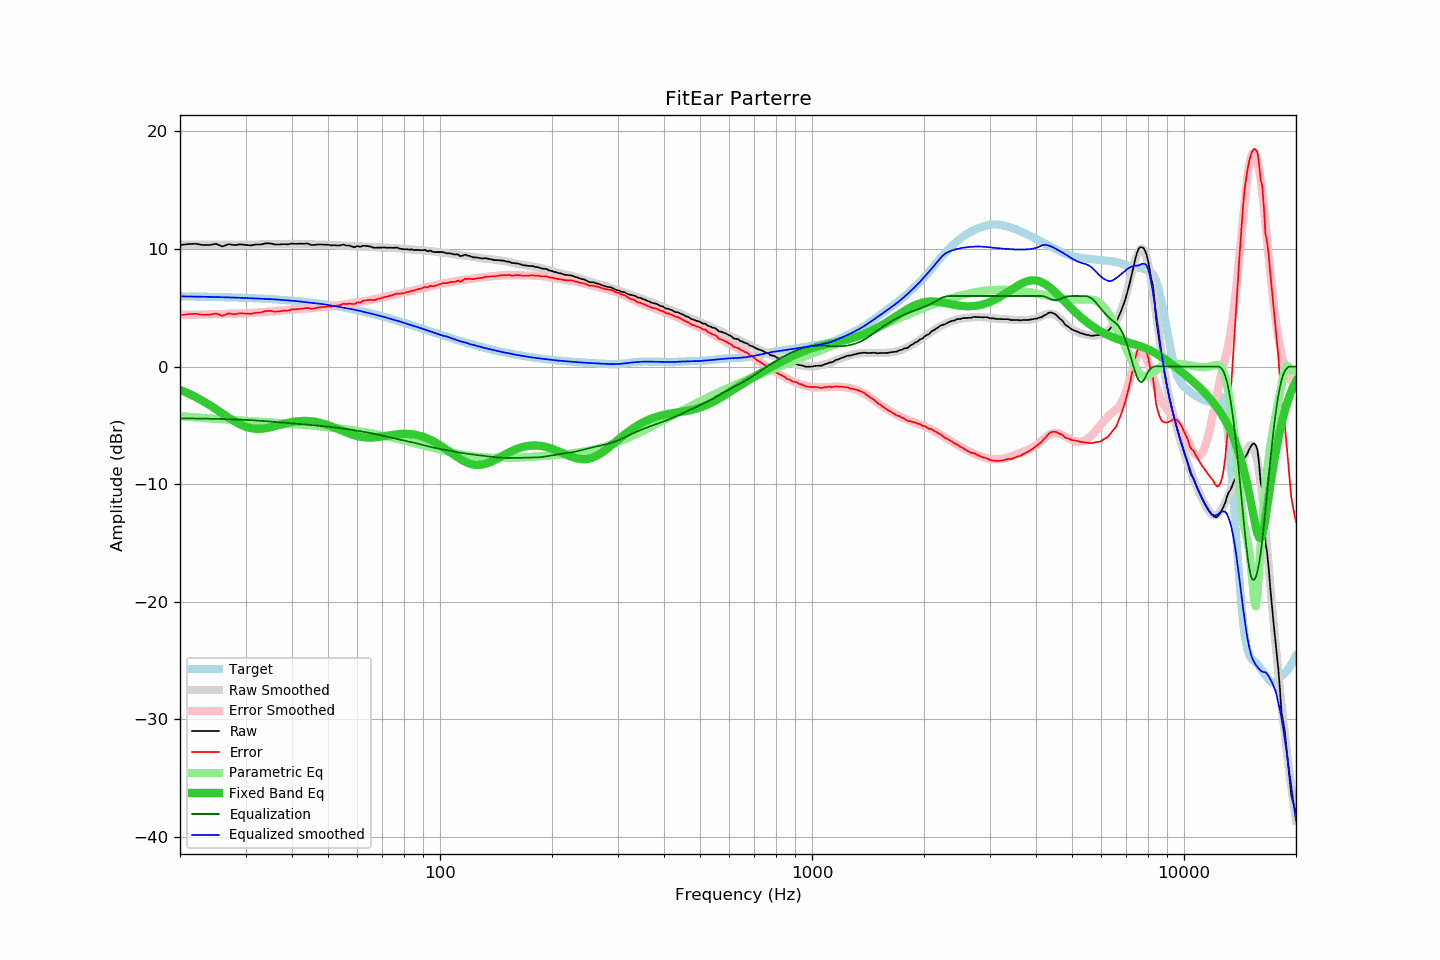 FitEar Parterre
20
10
0
−10
−20
−30
−40
Amplitude (dBr)
Target
Raw Smoothed
Error Smoothed
Raw
Error
Parametric Eq
Fixed Band Eq
Equalization
Equalized smoothed
100
1000
10000
Frequency (Hz)